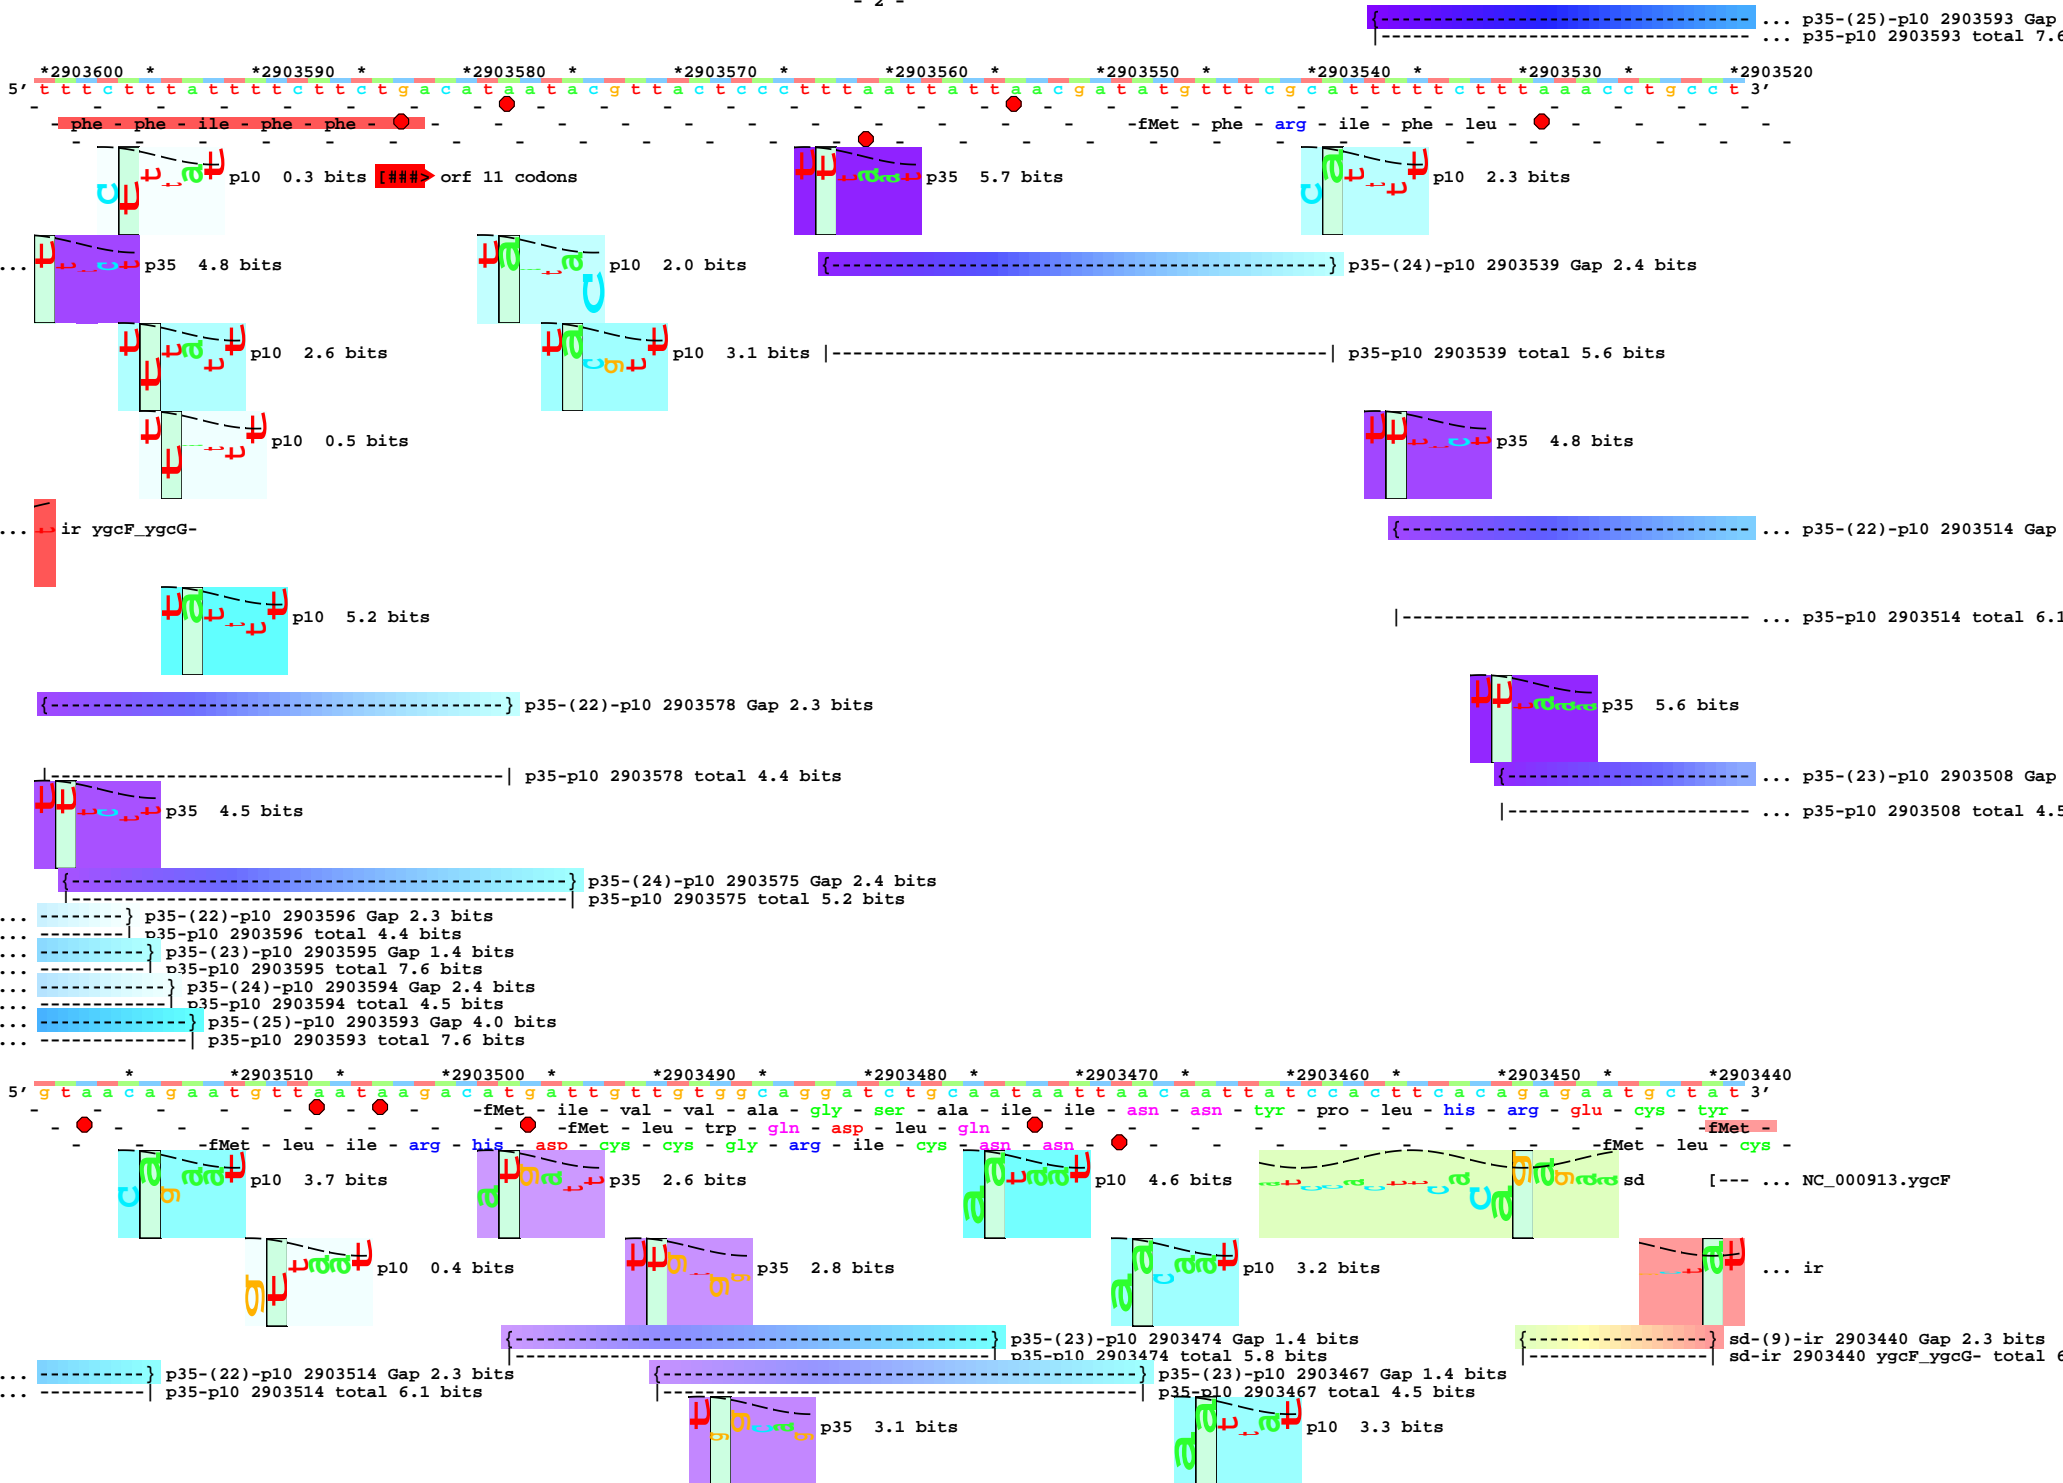 - 2 -
{------------------------------------ ... p35-(25)-p10 2903593 Gap
|----------------------------------- ... p35-p10 2903593 total 7.6
*2903600 * *2903590 * *2903580 * *2903570 * *2903560 * *2903550 * *2903540 * *2903530 * *2903520
5’ t t t c t t t a t t t t c t t c t g a c a t a a t a c g t t a c t c c c t t t a a t t a t t a a c g a t a t g t t t c g c a t t t t t c t t t a a a c c t g c c t 3’
- phe - phe - ile - phe - phe - -fMet - phe - arg - ile - phe - leu -
p10 0.3 bits [###> orf 11 codons p35 5.7 bits p10 2.3 bits
... p35 4.8 bits p10 2.0 bits {------------------------------------------------} p35-(24)-p10 2903539 Gap 2.4 bits
p10 2.6 bits p10 3.1 bits |-----------------------------------------------| p35-p10 2903539 total 5.6 bits
p10 0.5 bits p35 4.8 bits
... ir ygcF_ygcG- {---------------------------------- ... p35-(22)-p10 2903514 Gap
p10 5.2 bits |--------------------------------- ... p35-p10 2903514 total 6.1
{-------------------------------------------} p35-(22)-p10 2903578 Gap 2.3 bits p35 5.6 bits
|-------------------------------------------| p35-p10 2903578 total 4.4 bits {------------------------ ... p35-(23)-p10 2903508 Gap
p35 4.5 bits |----------------------- ... p35-p10 2903508 total 4.5
{-----------------------------------------------} p35-(24)-p10 2903575 Gap 2.4 bits
|-----------------------------------------------| p35-p10 2903575 total 5.2 bits
... --------} p35-(22)-p10 2903596 Gap 2.3 bits
... --------| p35-p10 2903596 total 4.4 bits
... ----------} p35-(23)-p10 2903595 Gap 1.4 bits
... ----------| p35-p10 2903595 total 7.6 bits
... ------------} p35-(24)-p10 2903594 Gap 2.4 bits
... ------------| p35-p10 2903594 total 4.5 bits
... --------------} p35-(25)-p10 2903593 Gap 4.0 bits
... --------------| p35-p10 2903593 total 7.6 bits
* *2903510 * *2903500 * *2903490 * *2903480 * *2903470 * *2903460 * *2903450 * *2903440
5’ g t a a c a g a a t g t t a a t a a g a c a t g a t t g t t g t g g c a g g a t c t g c a a t a a t t a a c a a t t a t c c a c t t c a c a g a g a a t g c t a t 3’
-fMet - ile - val - val - ala - gly - ser - ala - ile - ile - asn - asn - tyr - pro - leu - his - arg - glu - cys - tyr -
-fMet - leu - trp - gln - asp - leu - gln - -fMet -
-fMet - leu - ile - arg - his - asp - cys - cys - gly - arg - ile - cys - asn - asn - -fMet - leu - cys -
p10 3.7 bits p35 2.6 bits p10 4.6 bits sd [--- ... NC_000913.ygcF
p10 0.4 bits p35 2.8 bits p10 3.2 bits ... ir
{----------------------------------------------} p35-(23)-p10 2903474 Gap 1.4 bits {------------------} sd-(9)-ir 2903440 Gap 2.3 bits
|----------------------------------------------| p35-p10 2903474 total 5.8 bits |------------------| sd-ir 2903440 ygcF_ygcG- total 6
... ----------} p35-(22)-p10 2903514 Gap 2.3 bits {----------------------------------------------} p35-(23)-p10 2903467 Gap 1.4 bits
... ----------| p35-p10 2903514 total 6.1 bits |----------------------------------------------| p35-p10 2903467 total 4.5 bits
p35 3.1 bits p10 3.3 bits